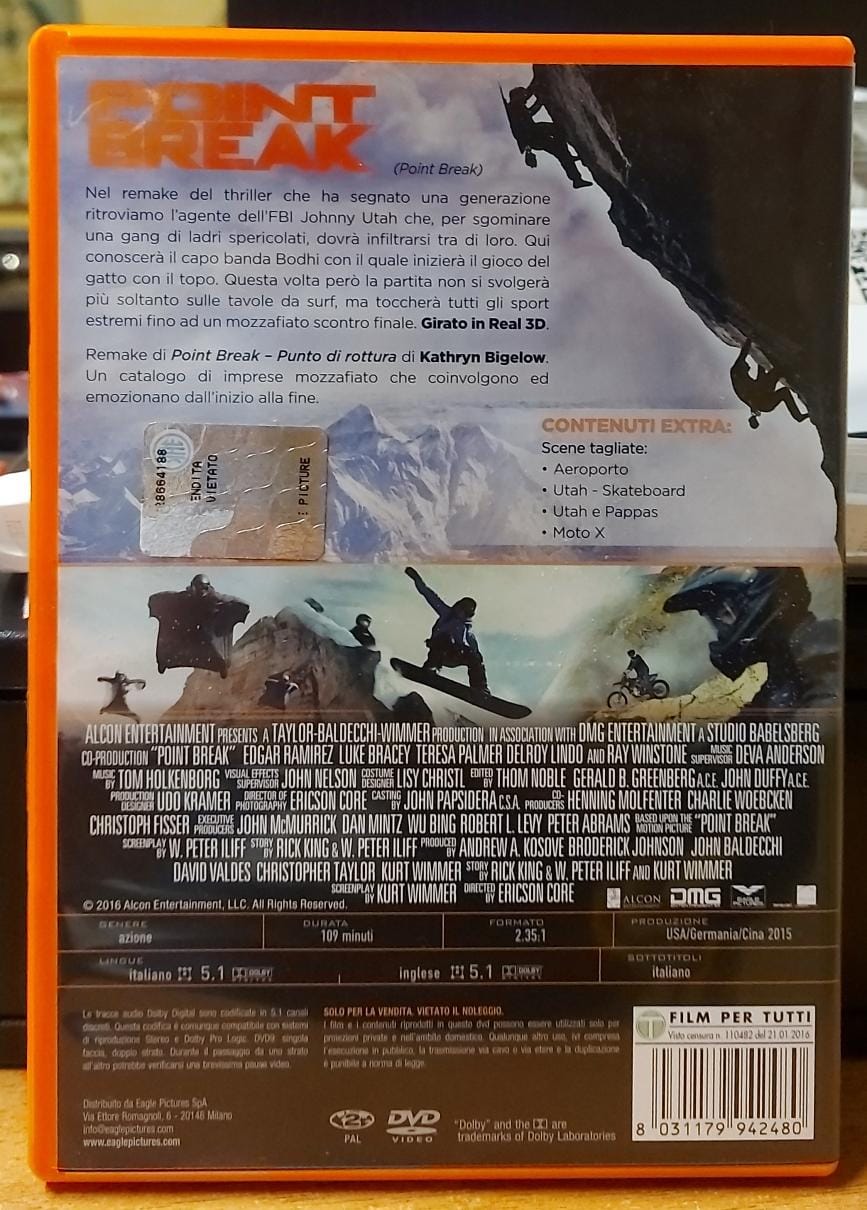 POINT
BREAK
(Point Break)
Nel remake del thriller che ha segnato una generazione
ritroviamo l'agente dell'FBI Johnny Utah che, per sgominare
una gang di ladri spericolati, dovrà infiltrarsi tra di loro. Qui
conoscerà il capo banda Bodhi con il quale inizierà il gioco del
gatto con il topo. Questa volta però la partita non si svolgerà
più soltanto sulle tavole da surf, ma toccherà tutti gli sport
estremi fino ad un mozzafiato scontro finale. Girato in Real 3D.
Remake di Point Break – Punto di rottura di Kathryn Bigelow.
Un catalogo di imprese mozzafiato che coinvolgono ed
emozionano dall'inizio alla fine.
CONTENUTI EXTRA:
Scene tagliate:
• Aeroporto
• Utah - Skateboard
• Utah e Pappas
• Moto X
8664188
ENDITA
VIETATO
PICTURE
ALCON ENTERTAINMENT PRESENTS A TAYLOR-BALDECCHI-WIMMER PRODUCTION IN ASSOCIATION WITH DMG ENTERTAINMENT A STUDIO BABELSBERG
CO-PRODUCTION "POINT BREAK" EDGAR RAMIREZ LUKE BRACEY TERESA PALMER DELROY LINDO AND RAY WINSTONE MUSIC SUPERVISOR DEVA ANDERSON
MUSIC BY TOM HOLKENBORG VISUAL EFFECTS SUPERVISOR JOHN NELSON COSTUME DESIGNER LISY CHRISTL EDITED BY THOM NOBLE GERALD B. GREENBERG A.C.E. JOHN DUFFY A.C.E.
PRODUCTION DESIGNER UDO KRAMER DIRECTOR OF PHOTOGRAPHY ERICSON CORE CASTING BY JOHN PAPSIDERA C.S.A. CO-PRODUCERS HENNING MOLFENTER CHARLIE WOEBCKEN
CHRISTOPH FISSER EXECUTIVE PRODUCERS JOHN McMURRICK DAN MINTZ WU BING ROBERT L. LEVY PETER ABRAMS BASED UPON THE MOTION PICTURE "POINT BREAK"
SCREENPLAY BY W. PETER ILIFF STORY BY RICK KING & W. PETER ILIFF PRODUCED BY ANDREW A. KOSOVE BRODERICK JOHNSON JOHN BALDECCHI
DAVID VALDES CHRISTOPHER TAYLOR KURT WIMMER STORY BY RICK KING & W. PETER ILIFF AND KURT WIMMER
SCREENPLAY BY KURT WIMMER DIRECTED BY ERICSON CORE
ALCON DMG
© 2016 Alcon Entertainment, LLC. All Rights Reserved.
GENERE
azione
DURATA
109 minuti
FORMATO
2.35:1
PRODUZIONE
USA/Germania/Cina 2015
LINGUE
italiano 5.1 DOLBY DIGITAL
inglese 5.1 DOLBY DIGITAL
SOTTOTITOLI
italiano
Le tracce audio Dolby Digital sono codificate in 5.1 canali
discreti. Questa codifica è comunque compatibile con sistemi
di riproduzione Stereo e Dolby Pro Logic. DVD9: singola
faccia, doppio strato. Durante il passaggio da uno strato
all'altro potrebbe verificarsi una brevissima pausa video.
SOLO PER LA VENDITA. VIETATO IL NOLEGGIO.
I film e i contenuti riprodotti in questo dvd possono essere utilizzati solo per
proiezioni private e nell'ambito domestico. Qualunque altro uso, ivi compresa
l'esecuzione in pubblico, la trasmissione via cavo o via etere e la duplicazione
è punibile a norma di legge.
FILM PER TUTTI
Visto censura n. 110482 del 21.01.2016
8 031179 942480
Distribuito da Eagle Pictures SpA
Via Ettore Romagnoli, 6 - 20146 Milano
info@eaglepictures.com
www.eaglepictures.com
2
PAL
DVD
VIDEO
"Dolby" and the are
trademarks of Dolby Laboratories